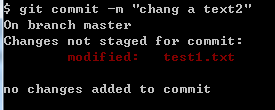 $ git commit -m "chang a text2"
On branch master
Changes not staged for commit:
modified: test1.txt
no changes added to commit